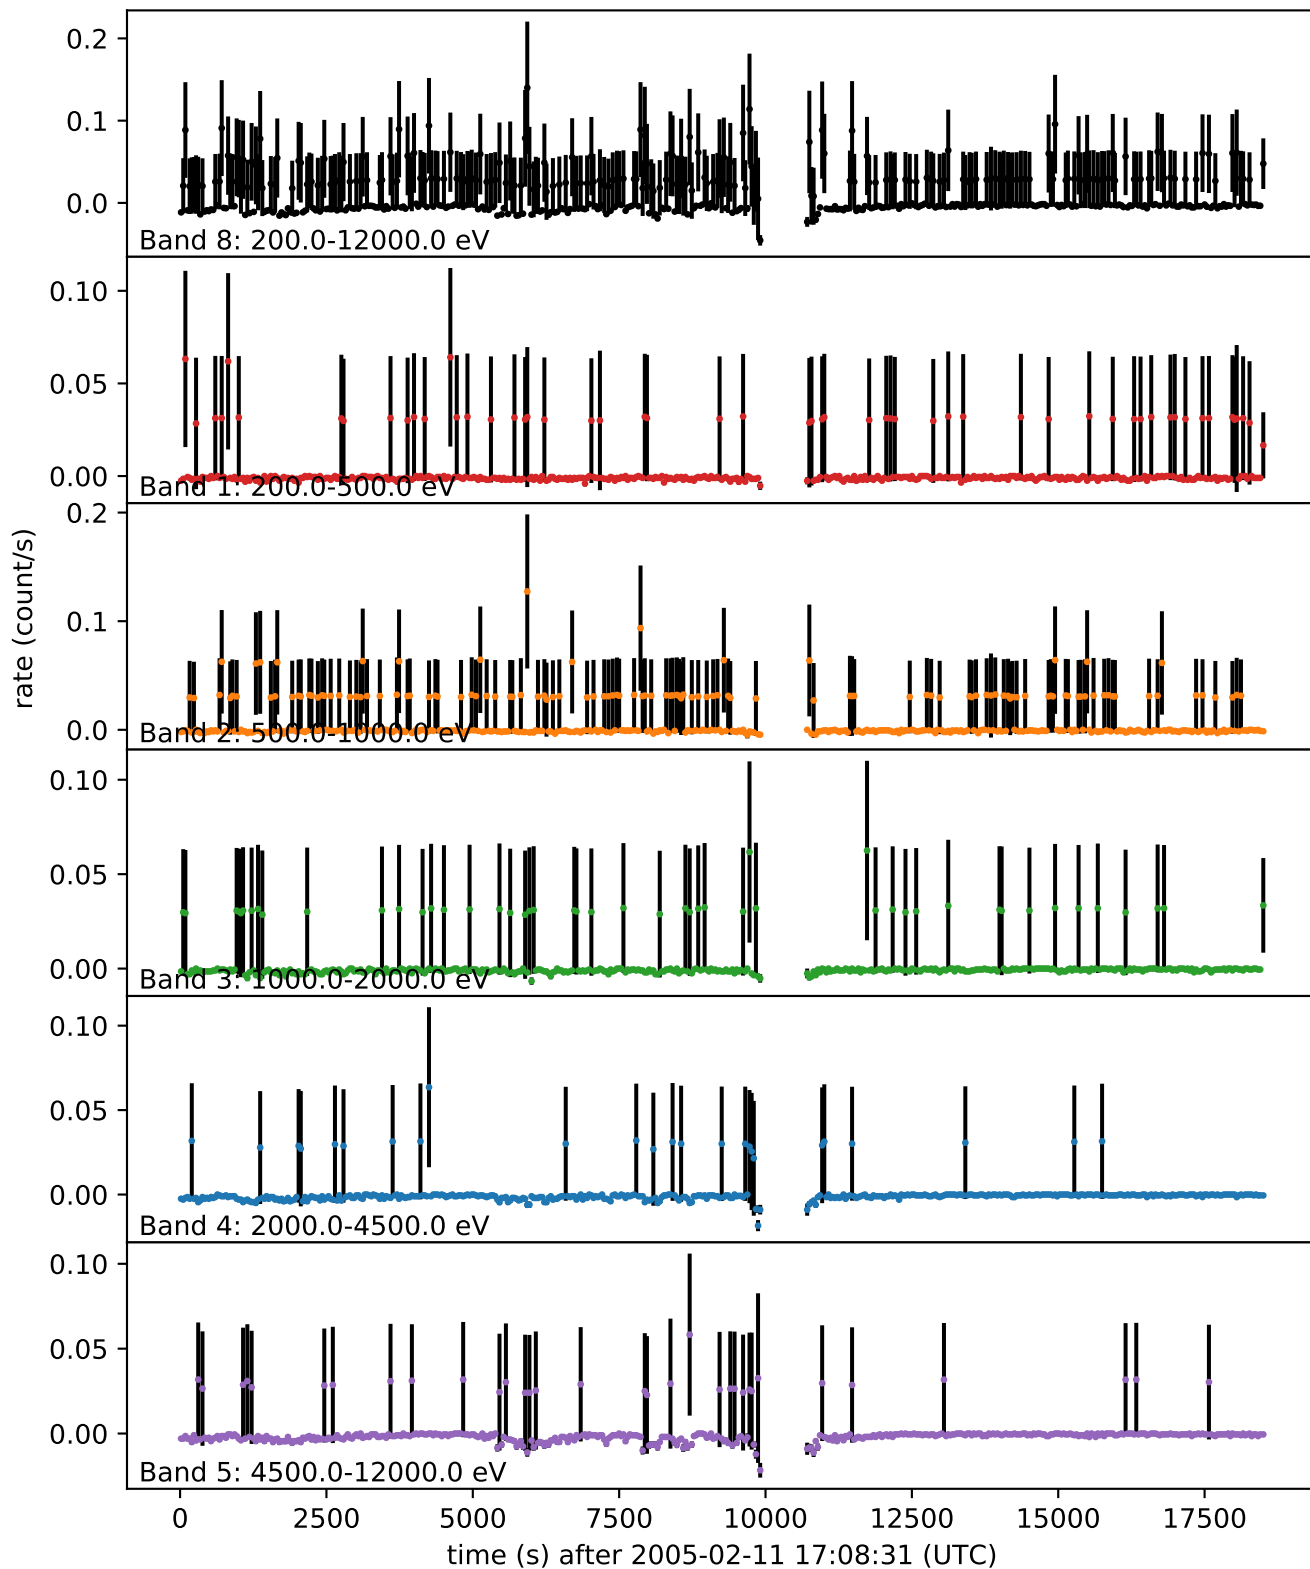 0.2
0.1
0.0
Band 8: 200.0-12000.0 eV
0.10
0.05
0.00
Band 1: 200.0-500.0 eV
rate (count/s)
0.2
0.1
0.0
Band 2: 500.0-1000.0 eV
0.10
0.05
0.00
Band 3: 1000.0-2000.0 eV
0.10
0.05
0.00
Band 4: 2000.0-4500.0 eV
0.10
0.05
0.00
Band 5: 4500.0-12000.0 eV
0 2500 5000 7500 10000 12500 15000 17500
time (s) after 2005-02-11 17:08:31 (UTC)